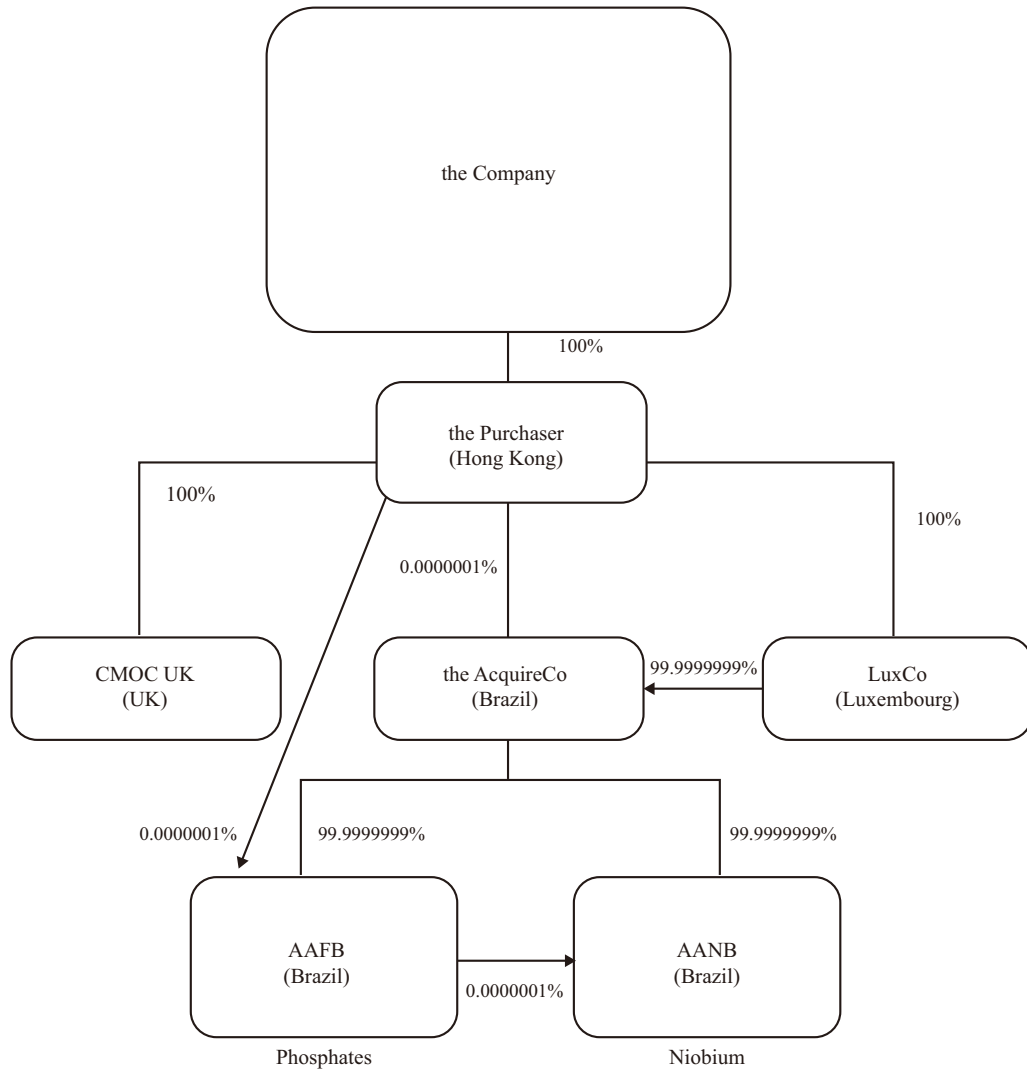 the Company
100%
the Purchaser
(Hong Kong)
100%
100%
0.0000001%
CMOC UK
(UK)
the AcquireCo
(Brazil)
99.9999999%
LuxCo
(Luxembourg)
0.0000001%
99.9999999%
99.9999999%
AAFB
(Brazil)
0.0000001%
AANB
(Brazil)
Phosphates
Niobium